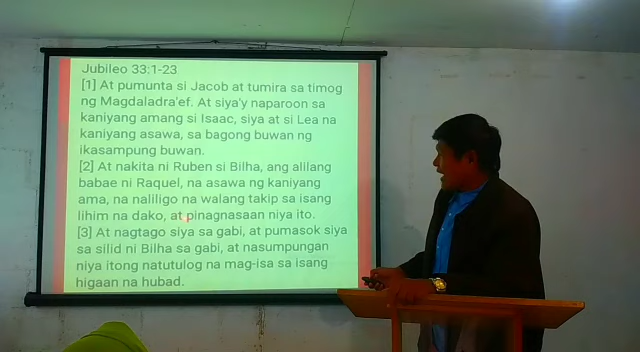 Jubileo 33:1-23
[1] At pumunta si Jacob at tumira sa timog
ng Magdaladra'ef. At siya'y naparoon sa
kaniyang amang si Isaac, siya at si Lea na
kaniyang asawa, sa bagong buwan ng
ikasampung buwan.
[2] At nakita ni Ruben si Bilha, ang alilang
babae ni Raquel, na asawa ng kaniyang
ama, na naliligo na walang takip sa isang
lihim na dako, at pinagnasaan niya ito.
[3] At nagtago siya sa gabi, at pumasok siya
sa silid ni Bilha sa gabi, at nasumpungan
niya itong natutulog na mag-isa sa isang
higaan na hubad.